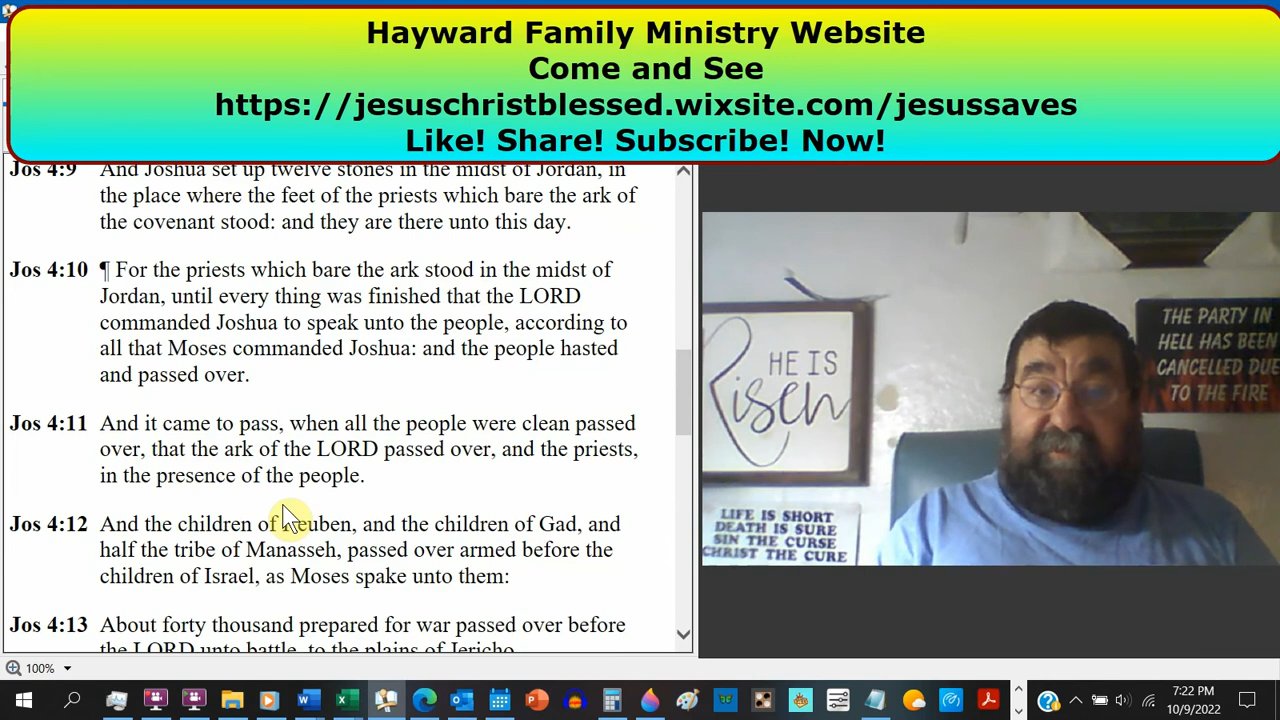 Hayward Family Ministry Website
Come and See
https://jesuschristblessed.wixsite.com/jesussaves
Like! Share! Subscribe! Now!
Jos 4:9 And Joshua set up twelve stones in the midst of Jordan, in
the place where the feet of the priests which bare the ark of
the covenant stood: and they are there unto this day.
Jos 4:10 ¶ For the priests which bare the ark stood in the midst of
Jordan, until every thing was finished that the LORD
commanded Joshua to speak unto the people, according to
all that Moses commanded Joshua: and the people hasted
and passed over.
Jos 4:11 And it came to pass, when all the people were clean passed
over, that the ark of the LORD passed over, and the priests,
in the presence of the people.
Jos 4:12 And the children of Reuben, and the children of Gad, and
half the tribe of Manasseh, passed over armed before the
children of Israel, as Moses spake unto them:
Jos 4:13 About forty thousand prepared for war passed over before
the LORD unto battle, to the plains of Jericho.
HE IS
Risen
THE PARTY IN
HELL HAS BEEN
CANCELLED DUE
TO THE FIRE
LIFE IS SHORT
DEATH IS SURE
SIN THE CURSE
CHRIST THE CURE
100%
7:22 PM
10/9/2022